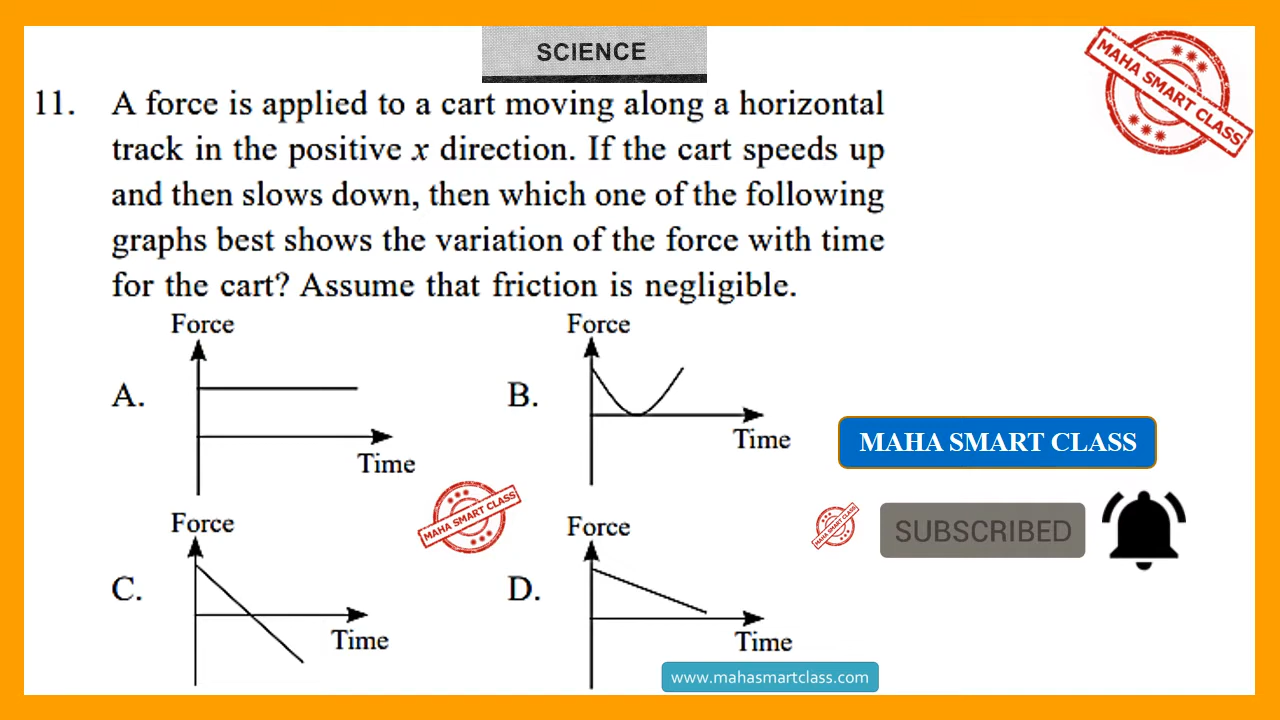 SCIENCE
MAHA SMART CLASS
11. A force is applied to a cart moving along a horizontal
track in the positive x direction. If the cart speeds up
and then slows down, then which one of the following
graphs best shows the variation of the force with time
for the cart? Assume that friction is negligible.
Force
A.
Time
Force
B.
Time
MAHA SMART CLASS
MAHA SMART CLASS
MAHA SMART CLASS
SUBSCRIBED
Force
C.
Time
Force
D.
Time
www.mahasmartclass.com